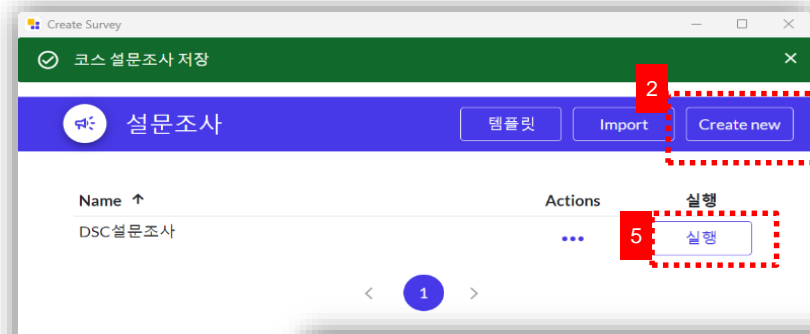 Create Survey
코스 설문조사 저장
2
설문조사 템플릿 Import Create new
Name ↑ Actions 실행
DSC설문조사 ••• 5 실행
< 1 >